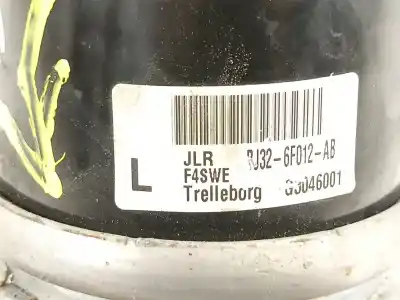 JLR BJ32-6F012-AB
F4SWE
L
Trelleborg G3046001